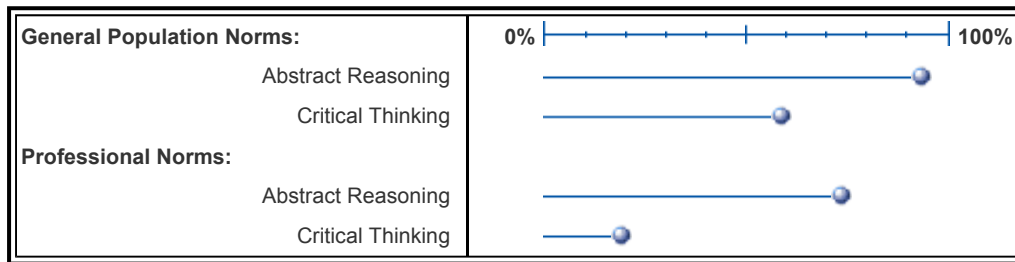 General Population Norms: 0% 100%
Abstract Reasoning
Critical Thinking
Professional Norms:
Abstract Reasoning
Critical Thinking